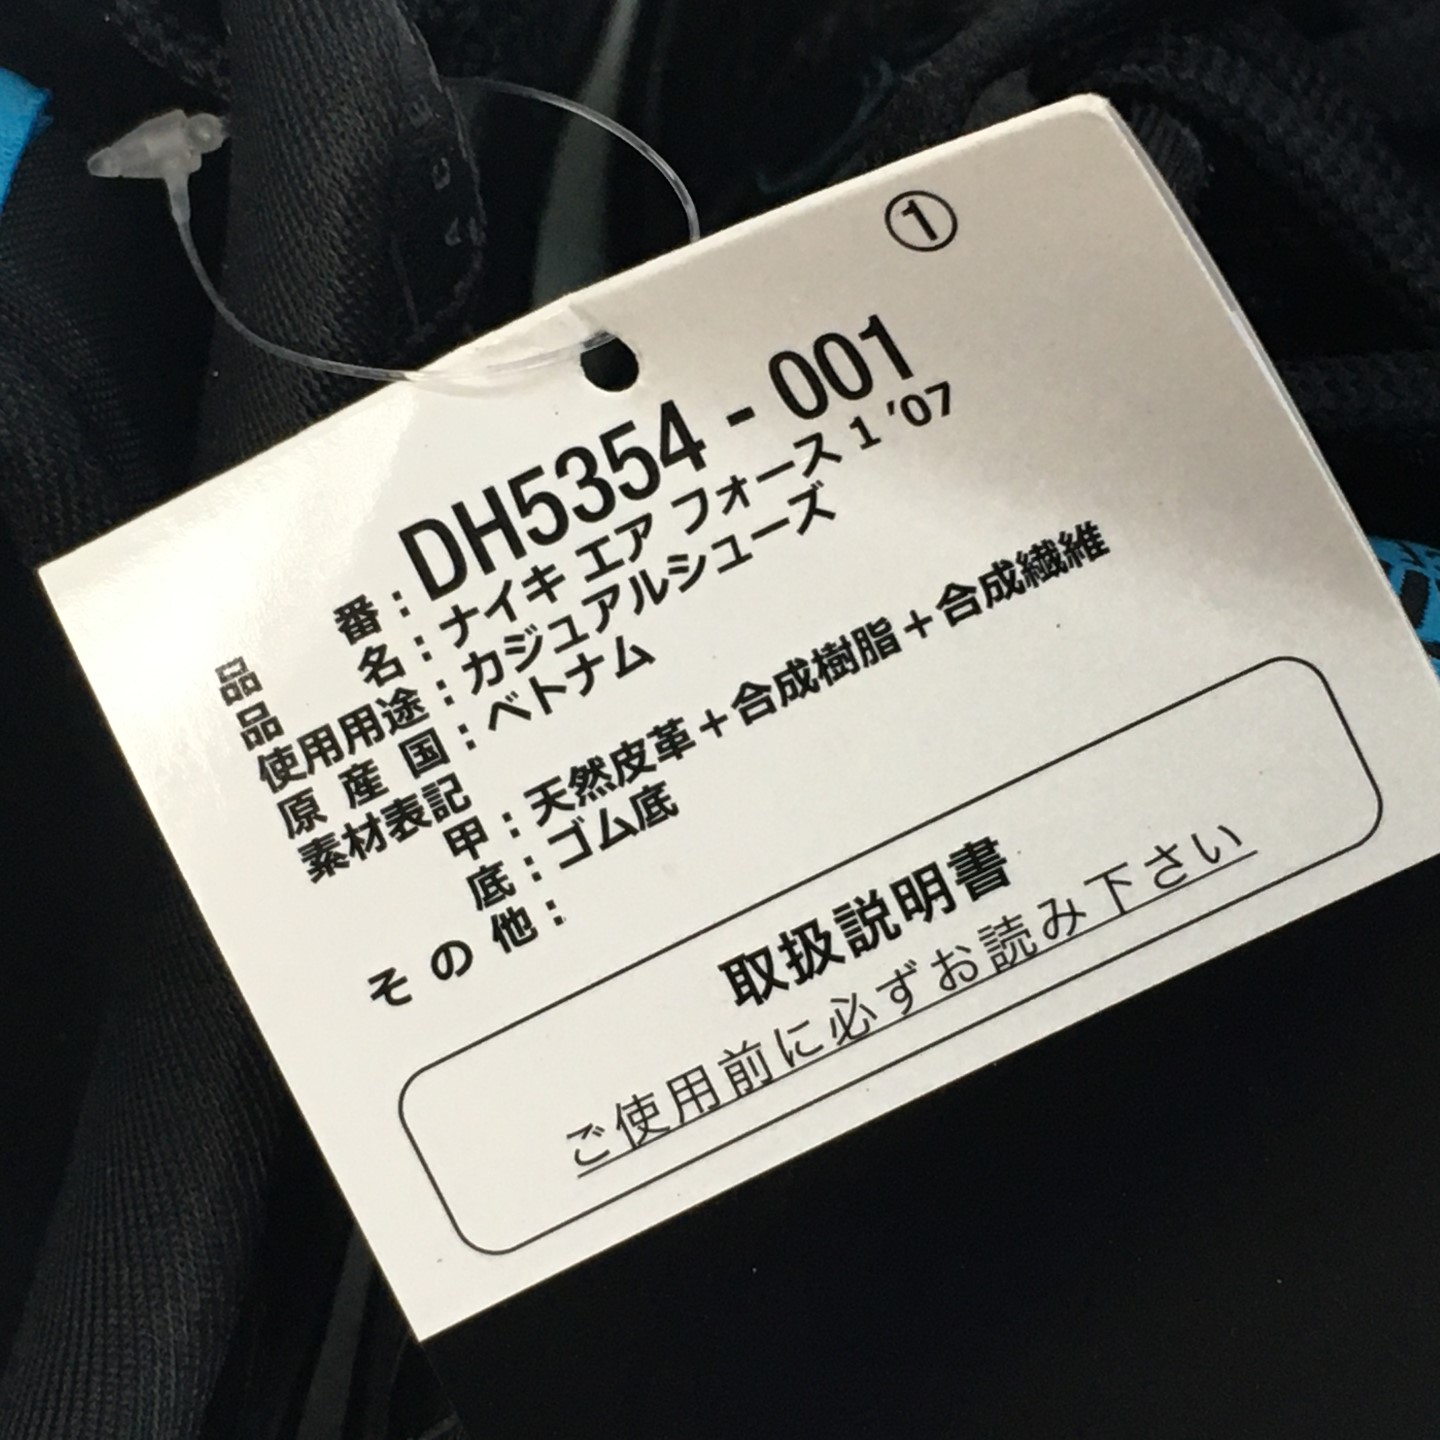 ①
品番：DH5354 - 001
品名：ナイキ エア フォース 1 '07
使用用途：カジュアルシューズ
原産国：ベトナム
素材表記
甲：天然皮革＋合成樹脂＋合成繊維
底：ゴム底
その他：
取扱説明書
ご使用前に必ずお読み下さい